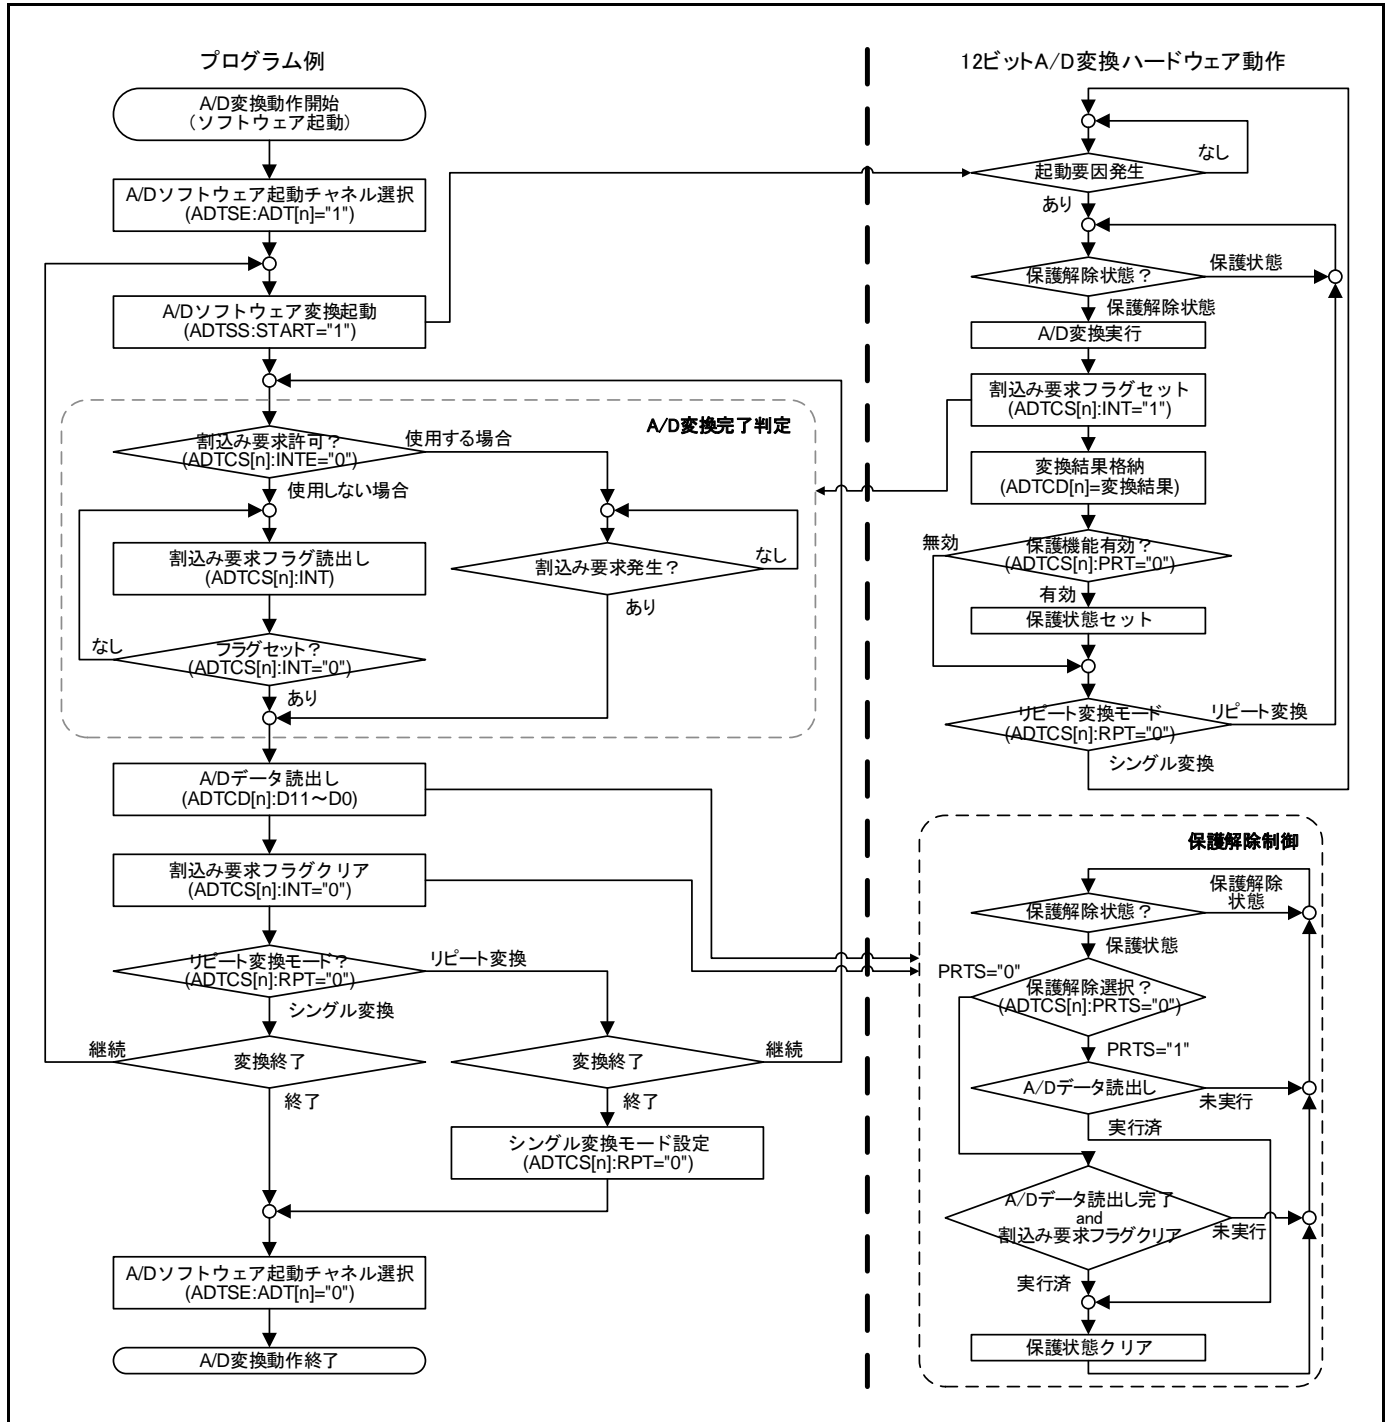 プログラム例
A/D変換動作開始
(ソフトウェア起動)
A/Dソフトウェア起動チャネル選択
(ADTSE:ADT[n]="1")
A/Dソフトウェア変換起動
(ADTSS:START="1")
A/D変換完了判定
割込み要求許可?
(ADTCS[n]:INTE="0")
使用する場合
使用しない場合
割込み要求フラグ読出し
(ADTCS[n]:INT)
割込み要求発生?
なし
あり
なし
フラグセット?
(ADTCS[n]:INT="0")
あり
A/Dデータ読出し
(ADTCD[n]:D11~D0)
割込み要求フラグクリア
(ADTCS[n]:INT="0")
リピート変換モード?
(ADTCS[n]:RPT="0")
リピート変換
シングル変換
継続
変換終了
終了
変換終了
継続
終了
シングル変換モード設定
(ADTCS[n]:RPT="0")
A/Dソフトウェア起動チャネル選択
(ADTSE:ADT[n]="0")
A/D変換動作終了
12ビットA/D変換ハードウェア動作
起動要因発生
なし
あり
保護解除状態?
保護状態
保護解除状態
A/D変換実行
割込み要求フラグセット
(ADTCS[n]:INT="1")
変換結果格納
(ADTCD[n]=変換結果)
無効
保護機能有効?
(ADTCS[n]:PRT="0")
有効
保護状態セット
リピート変換モード
(ADTCS[n]:RPT="0")
リピート変換
シングル変換
保護解除制御
保護解除状態?
保護解除
状態
保護状態
PRTS="0"
保護解除選択?
(ADTCS[n]:PRTS="0")
PRTS="1"
A/Dデータ読出し
未実行
実行済
A/Dデータ読出し完了
and
割込み要求フラグクリア
未実行
実行済
保護状態クリア